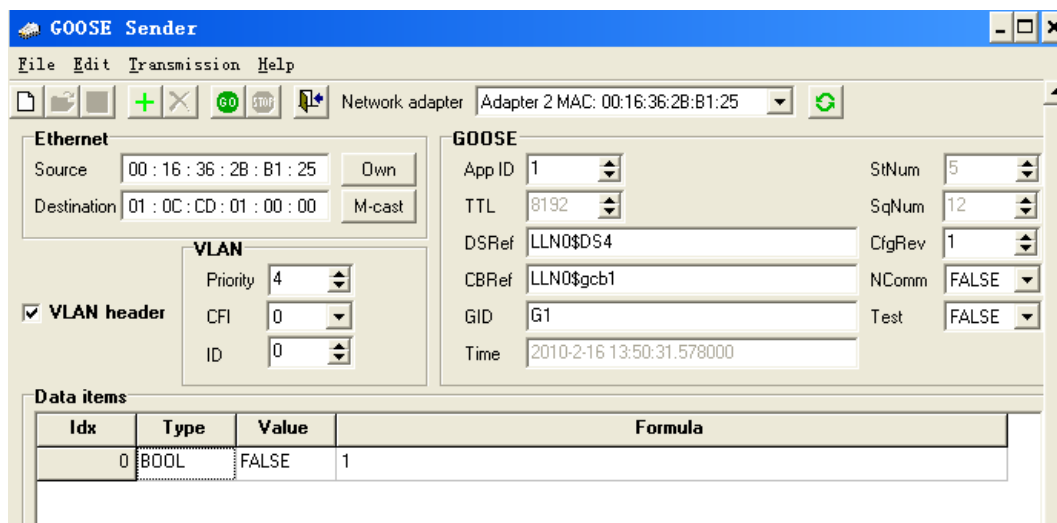 GOOSE Sender
File Edit Transmission Help
GO STOP Network adapter Adapter 2 MAC: 00:16:36:2B:B1:25
Ethernet
Source 00 : 16 : 36 : 2B : B1 : 25 Own
Destination 01 : 0C : CD : 01 : 00 : 00 M-cast
VLAN header
VLAN
Priority 4
CFI 0
ID 0
GOOSE
App ID 1 StNum 5
TTL 8192 SqNum 12
DSRef LLN0$DS4 CfgRev 1
CBRef LLN0$gcb1 NComm FALSE
GID G1 Test FALSE
Time 2010-2-16 13:50:31.578000
Data items
Idx Type Value Formula
0 BOOL FALSE 1